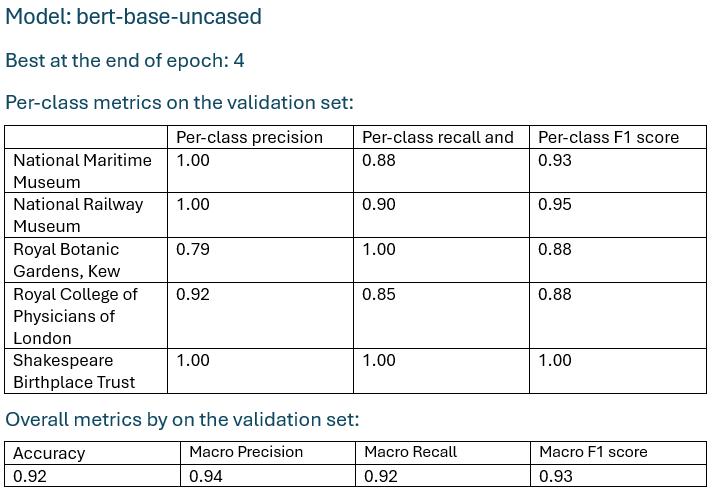 Model: bert-base-uncased
Best at the end of epoch: 4
Per-class metrics on the validation set:
Per-class precision Per-class recall and Per-class F1 score
National Maritime 1.00 0.88 0.93
Museum
National Railway 1.00 0.90 0.95
Museum
Royal Botanic 0.79 1.00 0.88
Gardens, Kew
Royal College of 0.92 0.85 0.88
Physicians of
London
Shakespeare 1.00 1.00 1.00
Birthplace Trust
Overall metrics by on the validation set:
Accuracy Macro Precision Macro Recall Macro F1 score
0.92 0.94 0.92 0.93